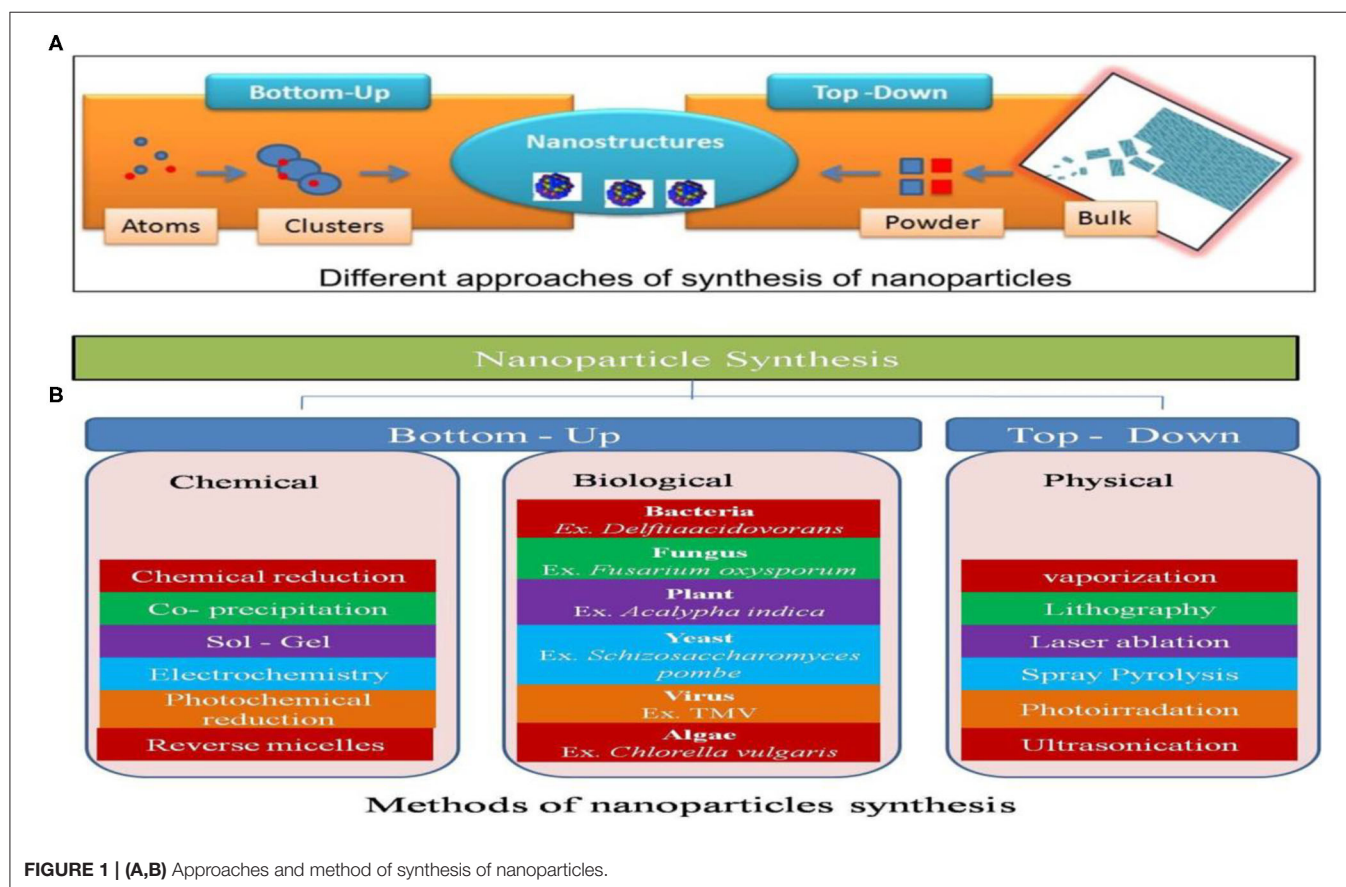 A
Bottom-Up
Top -Down
Nanostructures
Atoms
Clusters
Powder
Bulk
Different approaches of synthesis of nanoparticles
Nanoparticle Synthesis
B
Bottom - Up
Top - Down
Chemical
Chemical reduction
Co- precipitation
Sol - Gel
Electrochemistry
Photochemical
reduction
Reverse micelles
Biological
Bacteria
Ex. Delftiaacidovorans
Fungus
Ex. Fusarium oxysporum
Plant
Ex. Acalypha indica
Yeast
Ex. Schizosaccharomyces
pombe
Virus
Ex. TMV
Algae
Ex. Chlorella vulgaris
Physical
vaporization
Lithography
Laser ablation
Spray Pyrolysis
Photoirradation
Ultrasonication
Methods of nanoparticles synthesis
FIGURE 1 | (A,B) Approaches and method of synthesis of nanoparticles.